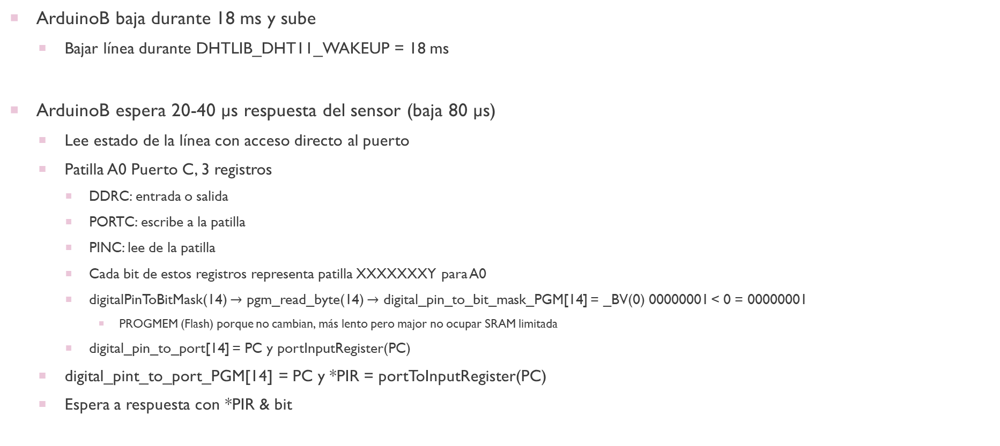 ArduinoB baja durante 18 ms y sube
Bajar línea durante DHTLIB_DHT11_WAKEUP = 18 ms
ArduinoB espera 20-40 µs respuesta del sensor (baja 80 µs)
Lee estado de la línea con acceso directo al puerto
Patilla A0 Puerto C, 3 registros
DDRC: entrada o salida
PORTC: escribe a la patilla
PINC: lee de la patilla
Cada bit de estos registros representa patilla XXXXXXXY para A0
digitalPinToBitMask(14) → pgm_read_byte(14) → digital_pin_to_bit_mask_PGM[14] = _BV(0) 00000001 < 0 = 00000001
PROGMEM (Flash) porque no cambian, más lento pero major no ocupar SRAM limitada
digital_pin_to_port[14] = PC y portInputRegister(PC)
digital_pint_to_port_PGM[14] = PC y *PIR = portToInputRegister(PC)
Espera a respuesta con *PIR & bit